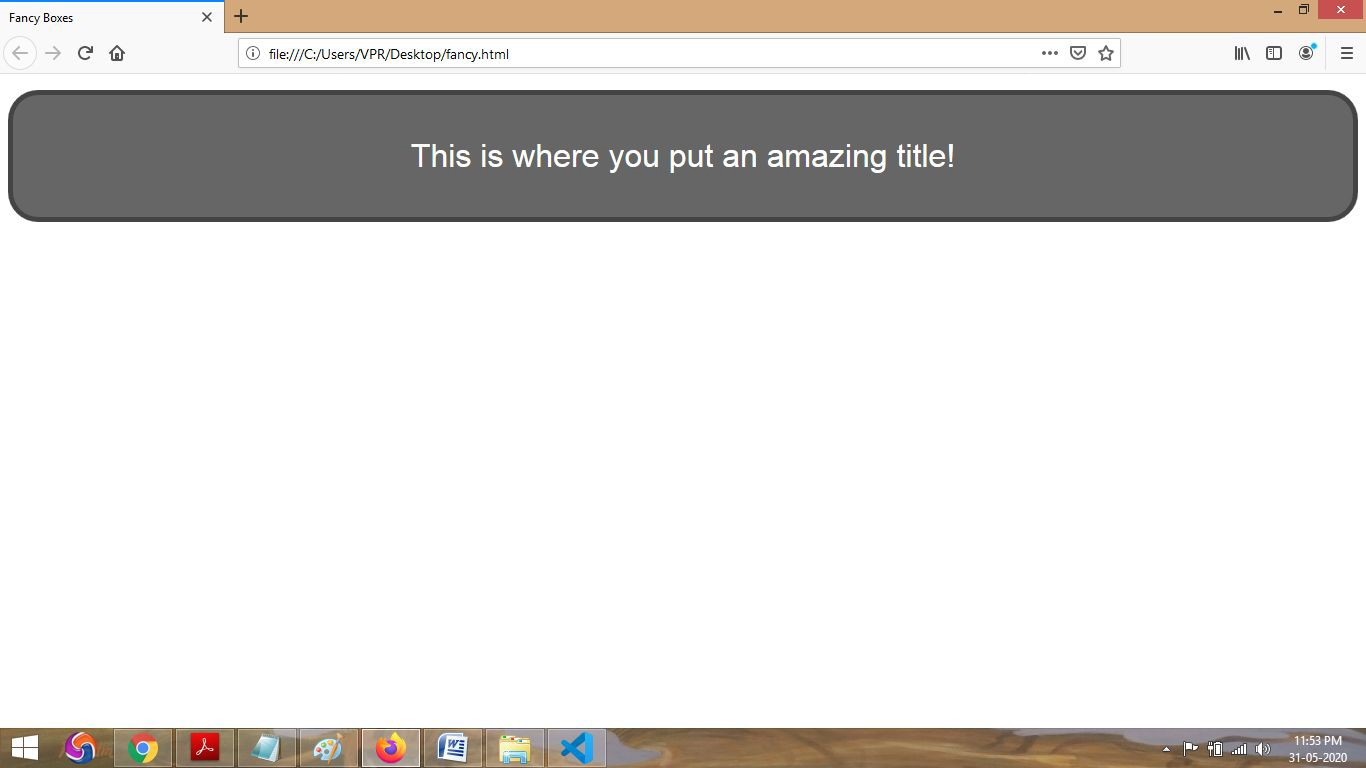 Fancy Boxes
file:///C:/Users/VPR/Desktop/fancy.html
This is where you put an amazing title!
11:53 PM
31-05-2020